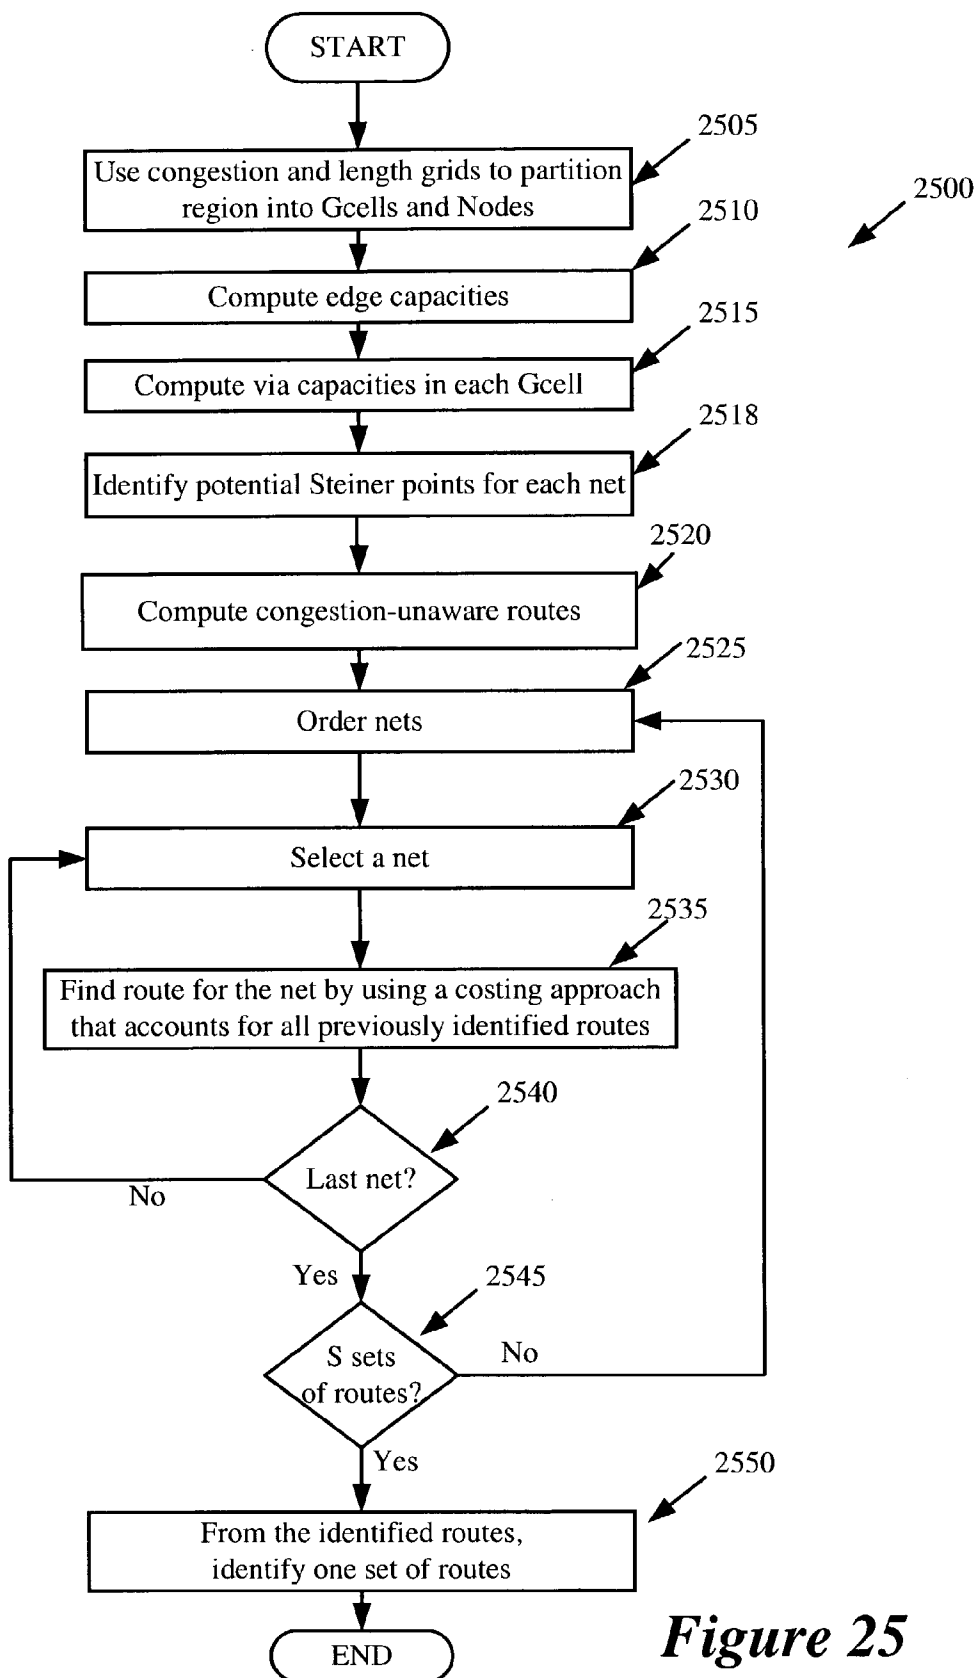 START
2505
Use congestion and length grids to partition
region into Gcells and Nodes
2500
2510
Compute edge capacities
2515
Compute via capacities in each Gcell
2518
Identify potential Steiner points for each net
2520
Compute congestion-unaware routes
2525
Order nets
2530
Select a net
2535
Find route for the net by using a costing approach
that accounts for all previously identified routes
2540
Last net?
No
Yes
2545
S sets
of routes?
No
Yes
2550
From the identified routes,
identify one set of routes
END
Figure 25